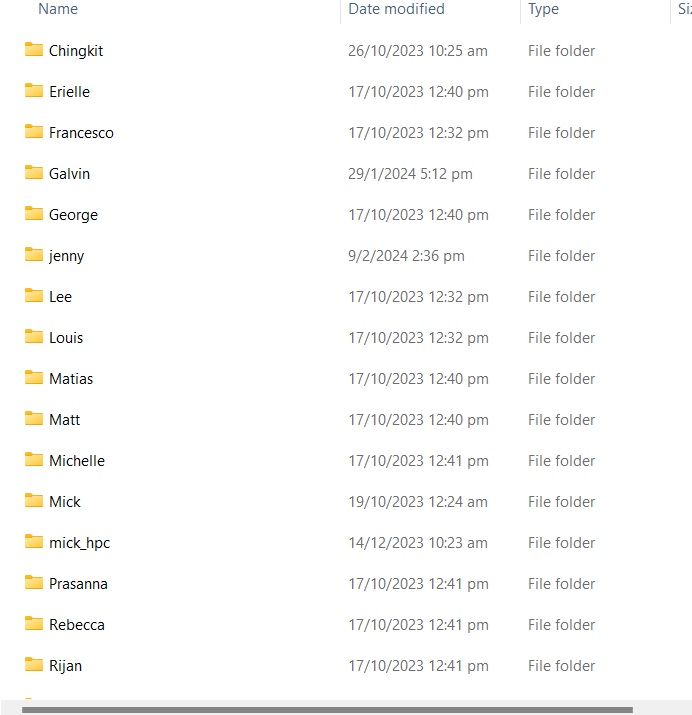 Name Date modified Type
Chingkit 26/10/2023 10:25 am File folder
Erielle 17/10/2023 12:40 pm File folder
Francesco 17/10/2023 12:32 pm File folder
Galvin 29/1/2024 5:12 pm File folder
George 17/10/2023 12:40 pm File folder
jenny 9/2/2024 2:36 pm File folder
Lee 17/10/2023 12:32 pm File folder
Louis 17/10/2023 12:32 pm File folder
Matias 17/10/2023 12:40 pm File folder
Matt 17/10/2023 12:40 pm File folder
Michelle 17/10/2023 12:41 pm File folder
Mick 19/10/2023 12:24 am File folder
mick_hpc 14/12/2023 10:23 am File folder
Prasanna 17/10/2023 12:41 pm File folder
Rebecca 17/10/2023 12:41 pm File folder
Rijan 17/10/2023 12:41 pm File folder